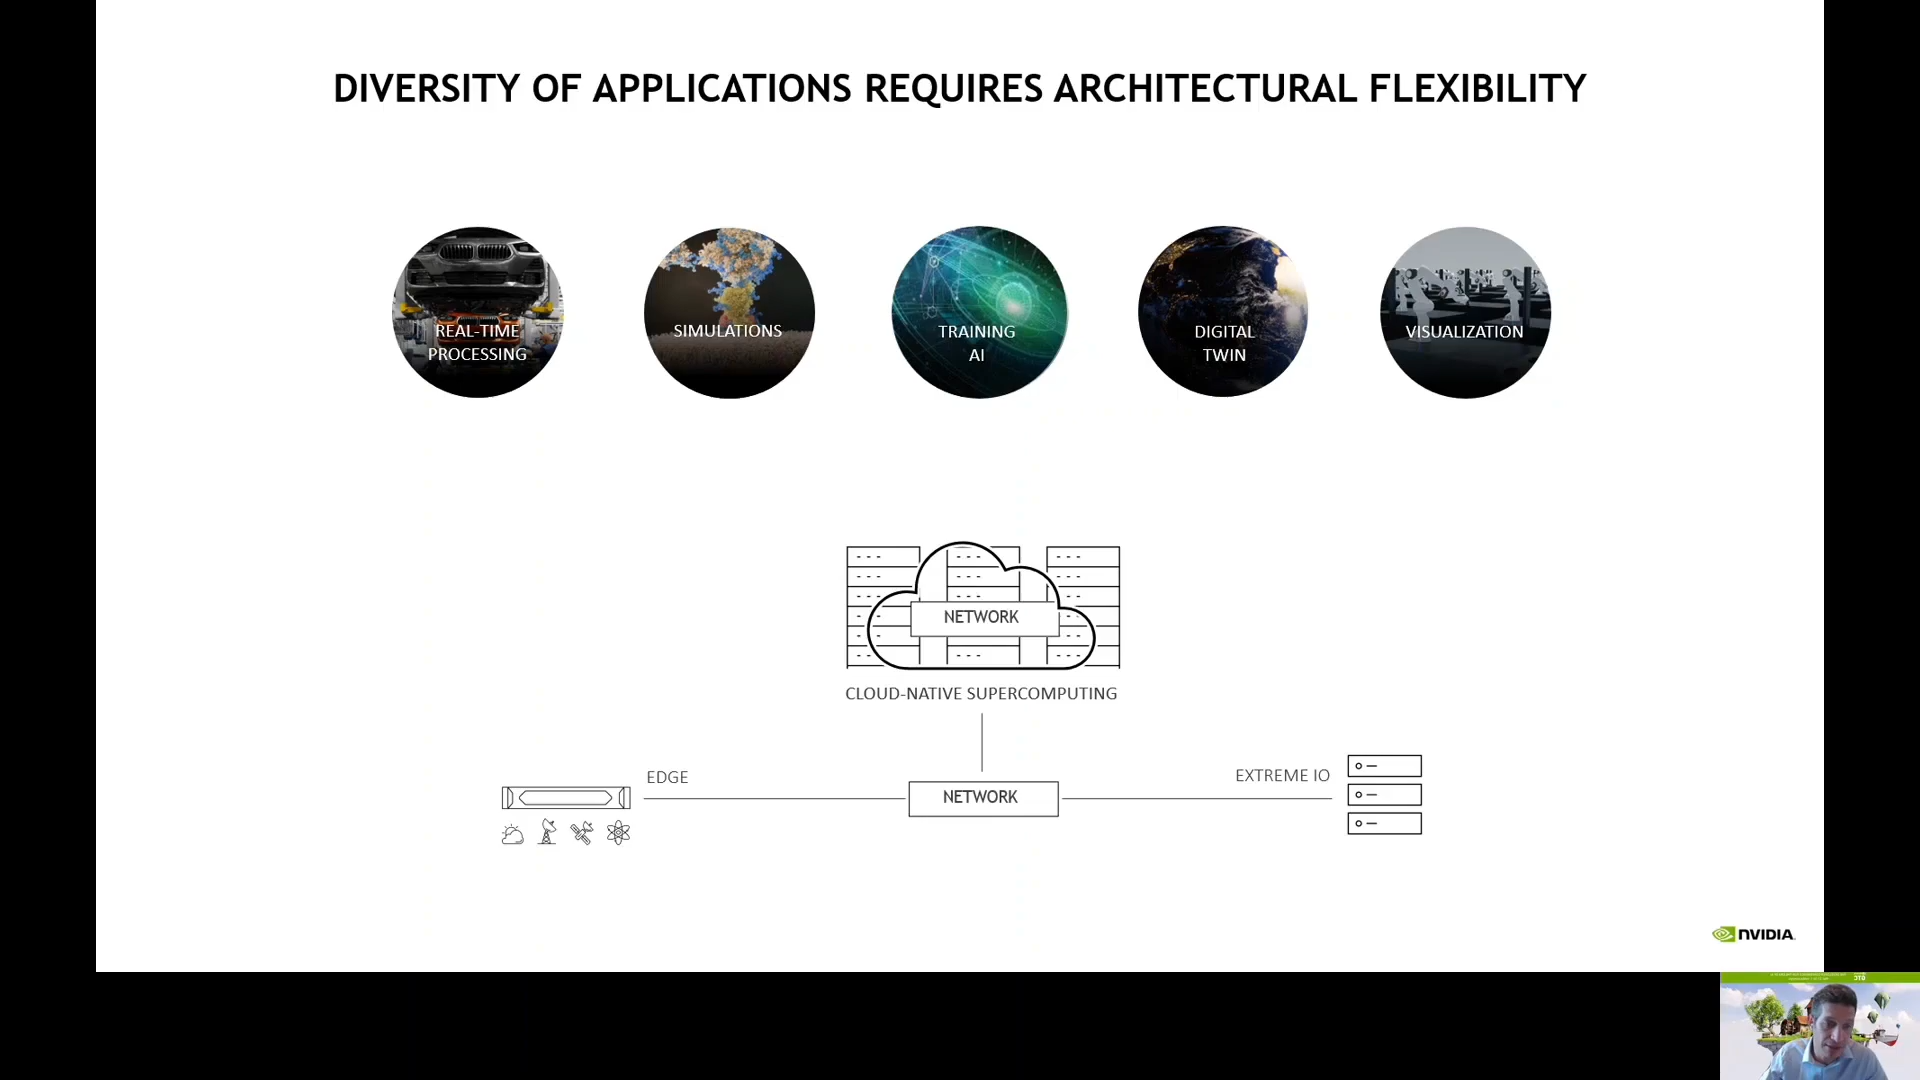 DIVERSITY OF APPLICATIONS REQUIRES ARCHITECTURAL FLEXIBILITY
REAL-TIME
PROCESSING
SIMULATIONS
TRAINING
AI
DIGITAL
TWIN
VISUALIZATION
NETWORK
CLOUD-NATIVE SUPERCOMPUTING
EDGE
NETWORK
EXTREME IO
NVIDIA